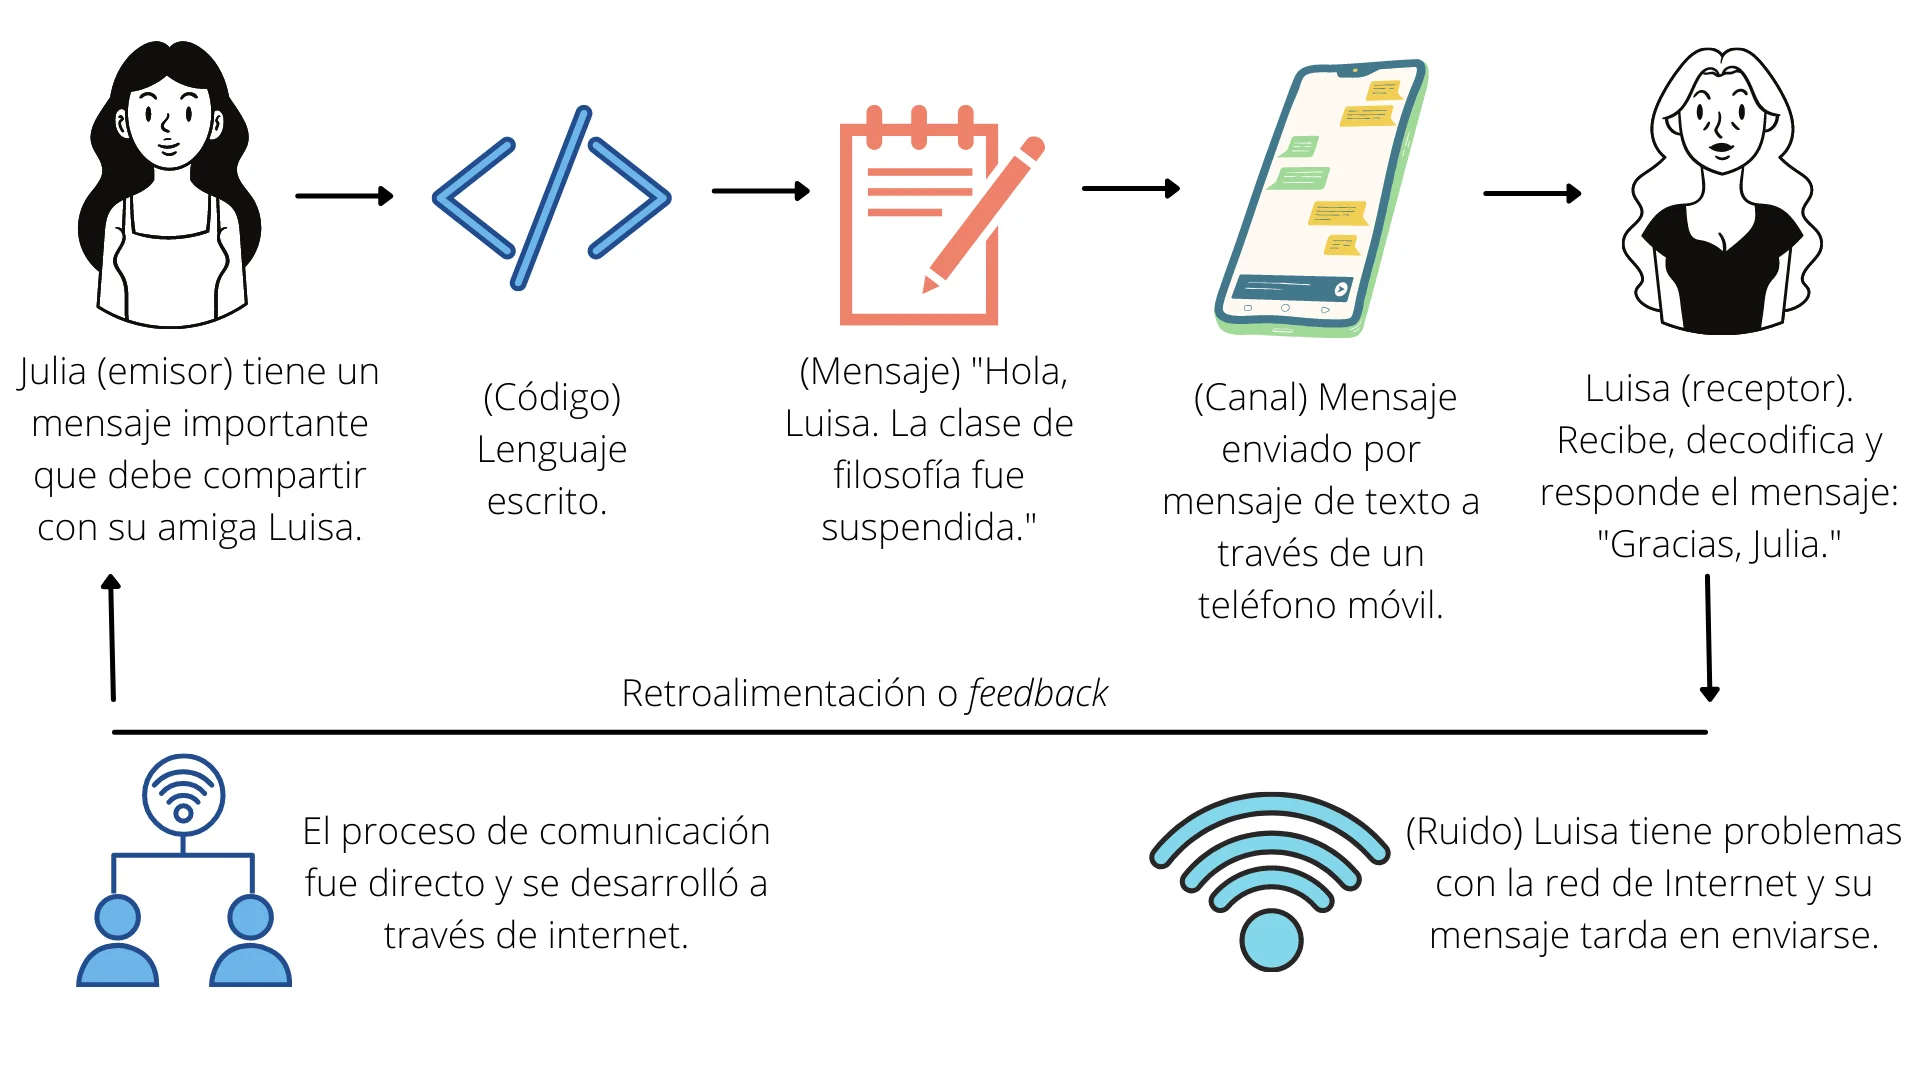 Julia (emisor) tiene un
mensaje importante
que debe compartir
con su amiga Luisa.
(Código)
Lenguaje
escrito.
(Mensaje) "Hola,
Luisa. La clase de
filosofía fue
suspendida."
(Canal) Mensaje
enviado por
mensaje de texto a
través de un
teléfono móvil.
Luisa (receptor).
Recibe, decodifica y
responde el mensaje:
"Gracias, Julia."
Retroalimentación o feedback
El proceso de comunicación
fue directo y se desarrolló a
través de internet.
(Ruido) Luisa tiene problemas
con la red de Internet y su
mensaje tarda en enviarse.